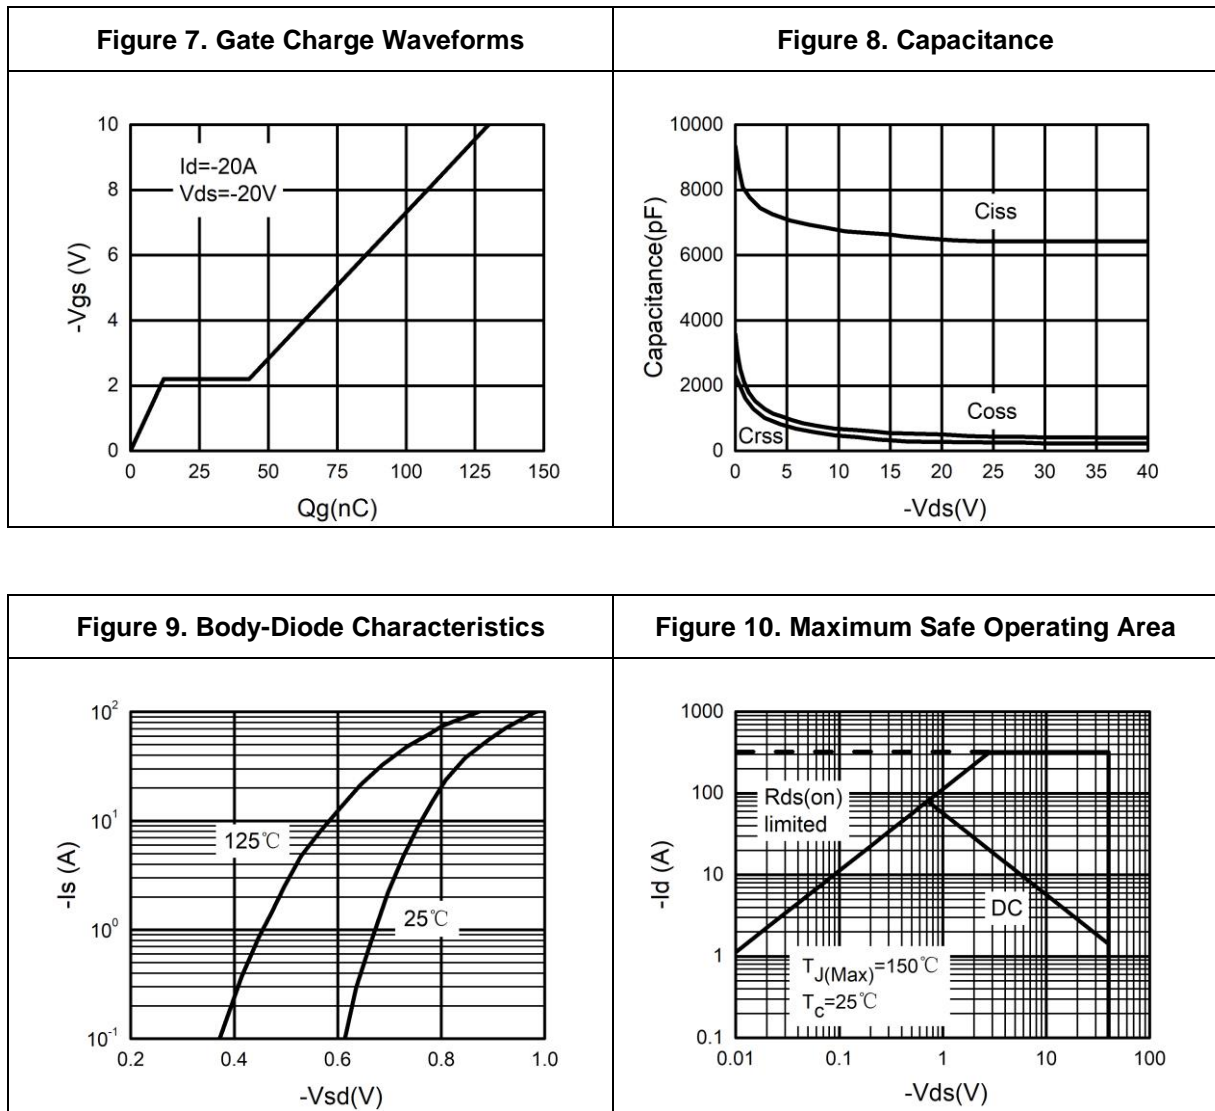 Figure 7. Gate Charge Waveforms
Figure 8. Capacitance
10
8
6
4
2
0
-Vgs (V)
Id=-20A
Vds=-20V
0 25 50 75 100 125 150
Qg(nC)
10000
8000
6000
4000
2000
0
Capacitance(pF)
Ciss
Coss
Crss
0 5 10 15 20 25 30 35 40
-Vds(V)
Figure 9. Body-Diode Characteristics
Figure 10. Maximum Safe Operating Area
10²
10¹
10⁰
10⁻¹
-Is (A)
125℃
25℃
0.2 0.4 0.6 0.8 1.0
-Vsd(V)
1000
100
10
1
0.1
-Id (A)
Rds(on)
limited
DC
TJ(Max)=150℃
Tc=25℃
0.01 0.1 1 10 100
-Vds(V)